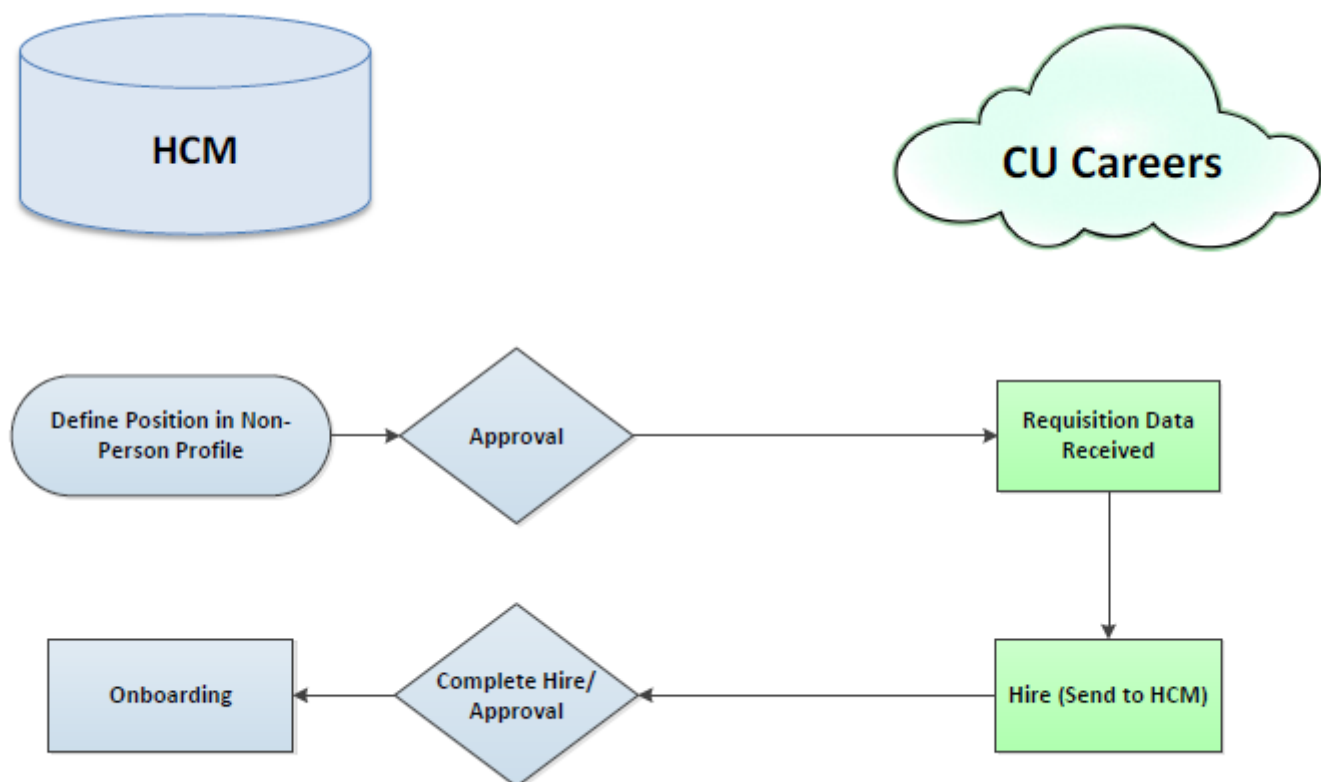 HCM
CU Careers
Define Position in Non-
Person Profile
Approval
Requisition Data
Received
Onboarding
Complete Hire/
Approval
Hire (Send to HCM)